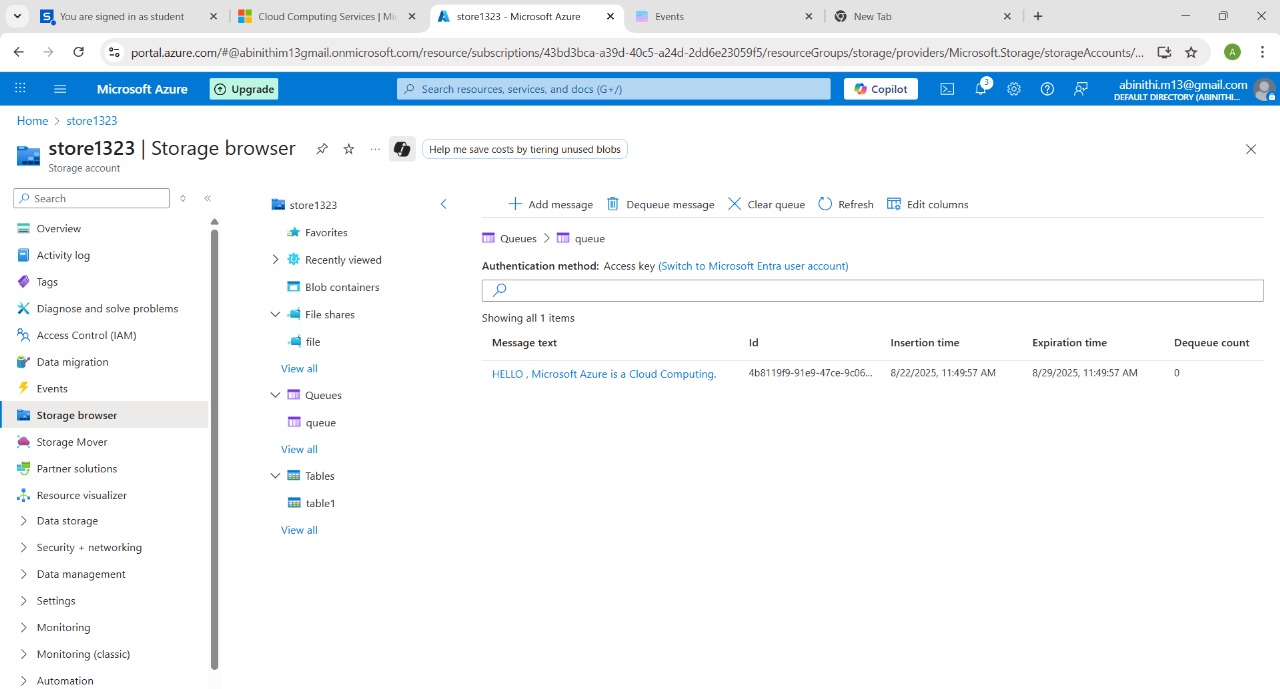 You are signed in as student
Cloud Computing Services | Mi
store1323 - Microsoft Azure
Events
New Tab
portal.azure.com/#@abinithim13gmail.onmicrosoft.com/resource/subscriptions/43bd3bca-a39d-40c5-a24d-2dd6e23059f5/resourceGroups/storage/providers/Microsoft.Storage/storageAccounts/...
A
Microsoft Azure
Upgrade
Search resources, services, and docs (G+/)
Copilot
3
abinithi.m13@gmail.com
DEFAULT DIRECTORY (ABINITHI...
Home > store1323
store1323 | Storage browser
...
Help me save costs by tiering unused blobs
Storage account
Search
Overview
Activity log
Tags
Diagnose and solve problems
Access Control (IAM)
Data migration
Events
Storage browser
Storage Mover
Partner solutions
Resource visualizer
Data storage
Security + networking
Data management
Settings
Monitoring
Monitoring (classic)
Automation
store1323
Favorites
Recently viewed
Blob containers
File shares
file
View all
Queues
queue
View all
Tables
table1
View all
Add message
Dequeue message
Clear queue
Refresh
Edit columns
Queues > queue
Authentication method: Access key (Switch to Microsoft Entra user account)
Showing all 1 items
Message text Id Insertion time Expiration time Dequeue count
HELLO , Microsoft Azure is a Cloud Computing. 4b8119f9-91e9-47ce-9c06... 8/22/2025, 11:49:57 AM 8/29/2025, 11:49:57 AM 0